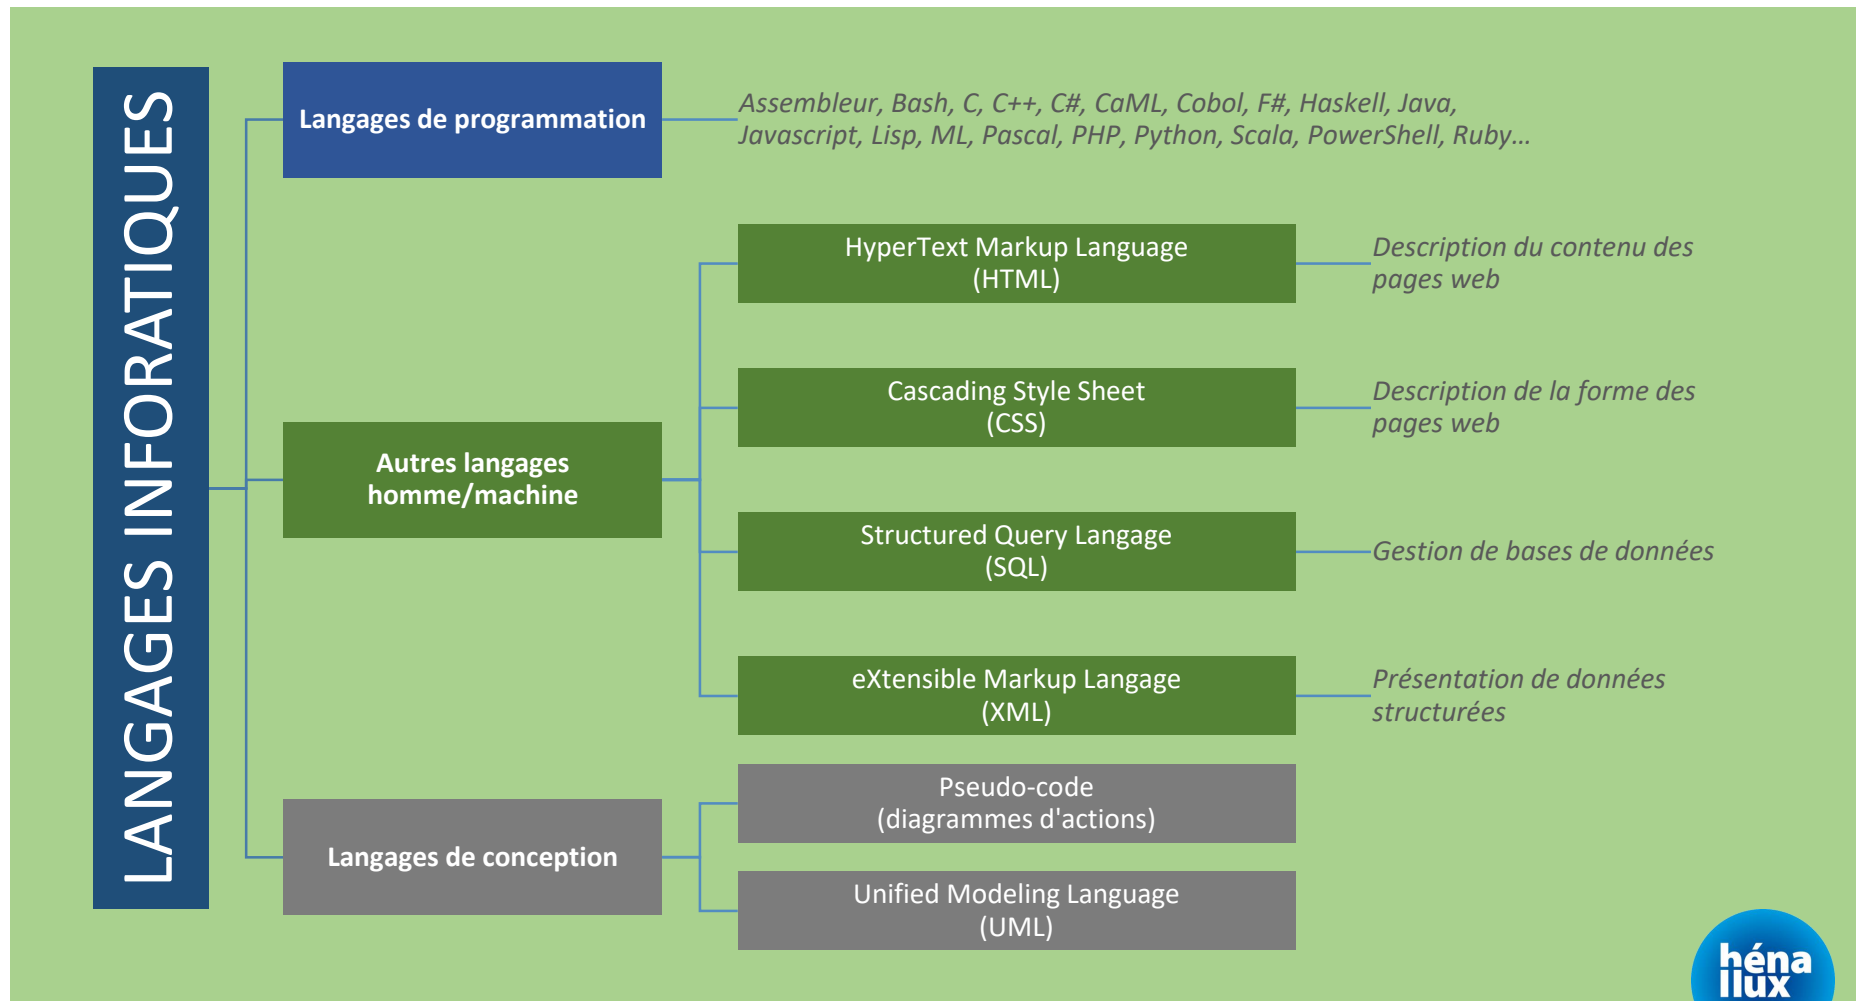 LANGAGES INFORATIQUES
Langages de programmation
Assembleur, Bash, C, C++, C#, CaML, Cobol, F#, Haskell, Java,
Javascript, Lisp, ML, Pascal, PHP, Python, Scala, PowerShell, Ruby…
Autres langages
homme/machine
HyperText Markup Language
(HTML)
Description du contenu des
pages web
Cascading Style Sheet
(CSS)
Description de la forme des
pages web
Structured Query Langage
(SQL)
Gestion de bases de données
eXtensible Markup Langage
(XML)
Présentation de données
structurées
Langages de conception
Pseudo-code
(diagrammes d'actions)
Unified Modeling Language
(UML)
héna
llux